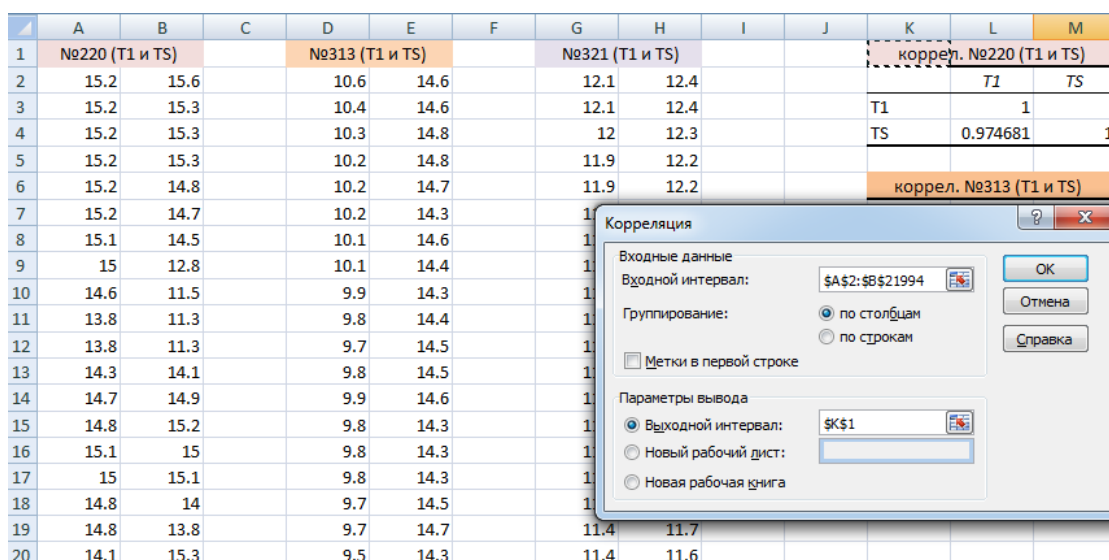 A B C D E F G H I J K L M
1 №220 (T1 и TS) №313 (T1 и TS) №321 (T1 и TS) коррел. №220 (T1 и TS)
2 15.2 15.6 10.6 14.6 12.1 12.4 T1 TS
3 15.2 15.3 10.4 14.6 12.1 12.4 T1 1
4 15.2 15.3 10.3 14.8 12 12.3 TS 0.974681 1
5 15.2 15.3 10.2 14.8 11.9 12.2
6 15.2 14.8 10.2 14.7 11.9 12.2 коррел. №313 (T1 и TS)
7 15.2 14.7 10.2 14.3
8 15.1 14.5 10.1 14.6
9 15 12.8 10.1 14.4
10 14.6 11.5 9.9 14.3
11 13.8 11.3 9.8 14.4
12 13.8 11.3 9.7 14.5
13 14.3 14.1 9.8 14.5
14 14.7 14.9 9.9 14.6
15 14.8 15.2 9.8 14.3
16 15.1 15 9.8 14.3
17 15 15.1 9.8 14.3
18 14.8 14 9.7 14.5
19 14.8 13.8 9.7 14.7 11.4 11.7
20 14.1 15.3 9.5 14.3 11.4 11.6
Корреляция
Входные данные
Входной интервал: $A$2:$B$21994
Группирование: по столбцам
по строкам
Метки в первой строке
Параметры вывода
Выходной интервал: $K$1
Новый рабочий лист:
Новая рабочая книга
OK
Отмена
Справка